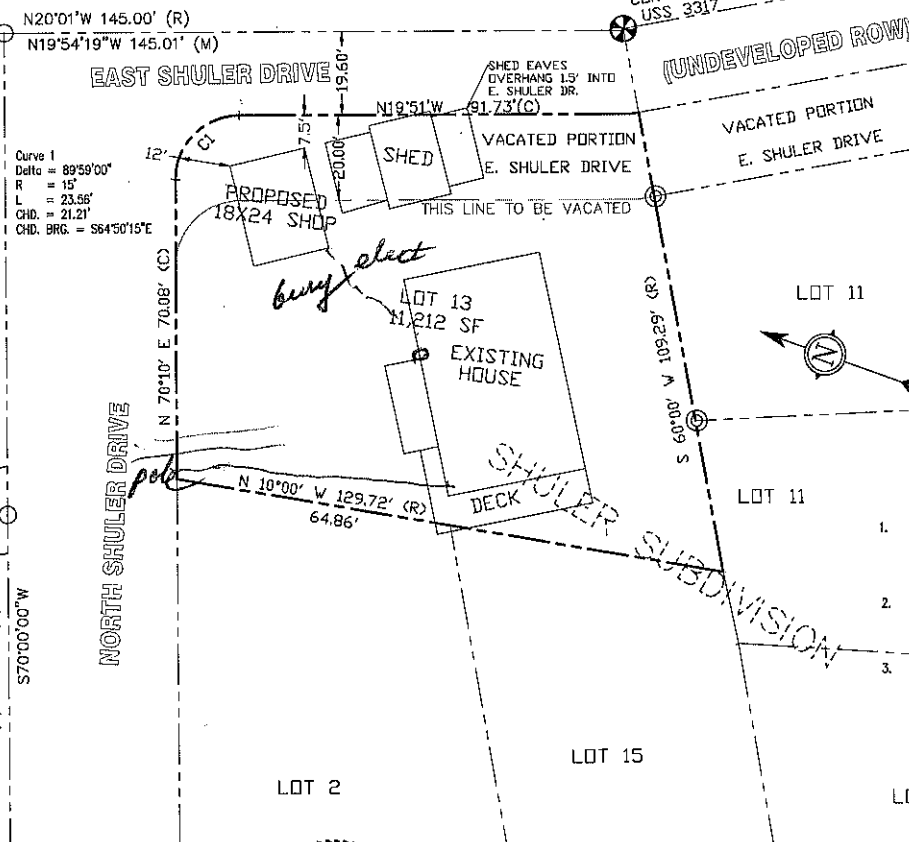 N20°01'W 145.00' (R)
N19°54'19"W 145.01' (M)
USS 3317
EAST SHULER DRIVE
19.60'
SHED EAVES
OVERHANG 1.5' INTO
E. SHULER DR.
(UNDEVELOPED ROW)
N19°51'W 91.73'(C)
7.5'
20.00'
C1
12'
SHED
VACATED PORTION
E. SHULER DRIVE
VACATED PORTION
E. SHULER DRIVE
Curve 1
Delta = 89°59'00"
R = 15'
L = 23.56'
CHD. = 21.21'
CHD. BRG. = S64°50'15"E
PROPOSED
18X24 SHOP
THIS LINE TO BE VACATED
bury elect
LOT 13
11,212 SF
EXISTING
HOUSE
N 70°10' E 70.08' (C)
S 60°00' W 109.29' (R)
LOT 11
N
NORTH SHULER DRIVE
pole
N 10°00' W 129.72' (R)
64.86'
DECK
SHULER SUBDIVISION
LOT 11
1.
2.
3.
S70°00'00"W
LOT 15
LOT 2